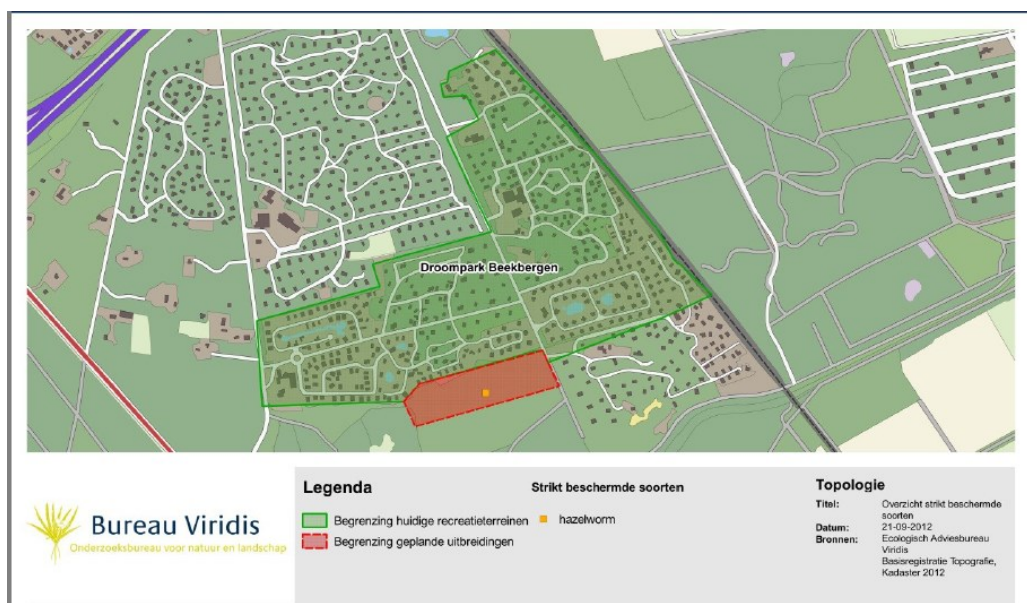 Droompark Beekbergen
Bureau Viridis
Onderzoeksbureau voor natuur en landschap
Legenda
Begrenzing huidige recreatieterreinen
Begrenzing geplande uitbreidingen
Strikt beschermde soorten
hazelworm
Topologie
Titel: Overzicht strikt beschermde
soorten
Datum: 21-09-2012
Bronnen: Ecologisch Adviesbureau
Viridis
Basisregistratie Topografie,
Kadaster 2012